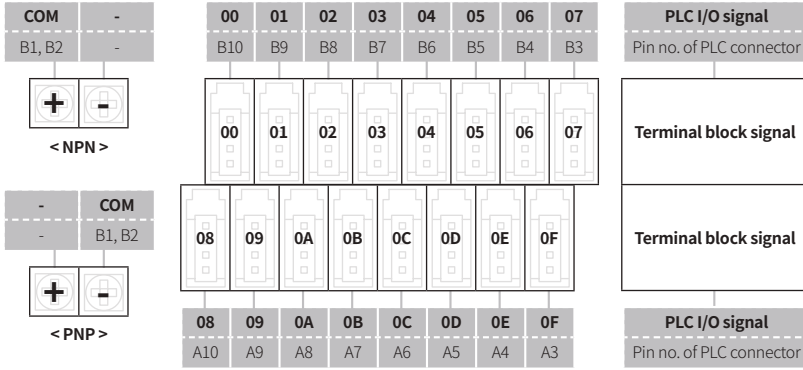 COM -
B1, B2 -
+ -
< NPN >
- COM
- B1, B2
+ -
< PNP >
00 01 02 03 04 05 06 07
B10 B9 B8 B7 B6 B5 B4 B3
00 01 02 03 04 05 06 07
08 09 0A 0B 0C 0D 0E 0F
08 09 0A 0B 0C 0D 0E 0F
A10 A9 A8 A7 A6 A5 A4 A3
PLC I/O signal
Pin no. of PLC connector
Terminal block signal
Terminal block signal
PLC I/O signal
Pin no. of PLC connector